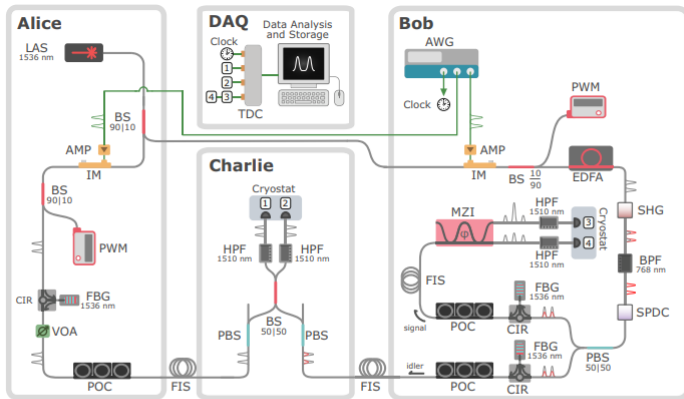 Alice
LAS
1536 nm
BS
90|10
AMP
IM
BS
90|10
PWM
CIR
FBG
1536 nm
VOA
POC
FIS
DAQ
Data Analysis
and Storage
Clock
1
2
4 3
TDC
Charlie
Cryostat
1 2
HPF
1510 nm
HPF
1510 nm
BS
50|50
PBS
PBS
FIS
Bob
AWG
Clock
PWM
AMP
IM
BS 10
90
EDFA
SHG
BPF
768 nm
SPDC
PBS
50|50
MZI
φ
HPF
1510 nm
HPF
1510 nm
3
4
Cryostat
FIS
signal
POC
FBG
1536 nm
CIR
idler
POC
FBG
1536 nm
CIR